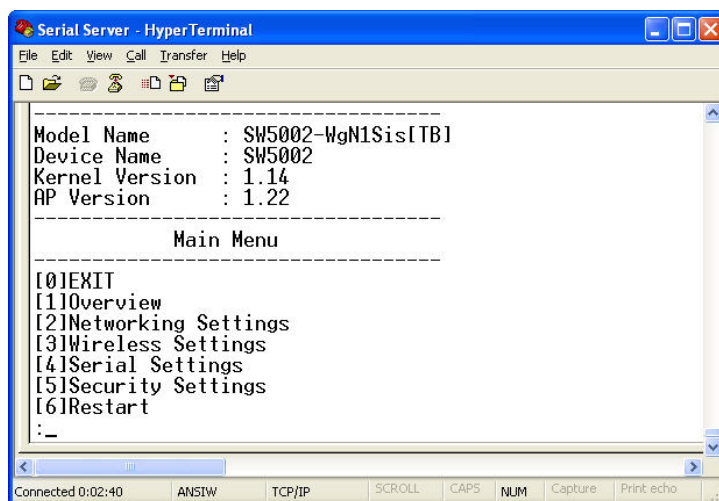 Serial Server - HyperTerminal
File Edit View Call Transfer Help
-----------------------------------
Model Name : SW5002-WgN1Sis[TB]
Device Name : SW5002
Kernel Version : 1.14
AP Version : 1.22
-----------------------------------
Main Menu
-----------------------------------
[0]EXIT
[1]Overview
[2]Networking Settings
[3]Wireless Settings
[4]Serial Settings
[5]Security Settings
[6]Restart
:_
Connected 0:02:40 ANSIW TCP/IP SCROLL CAPS NUM Capture Print echo